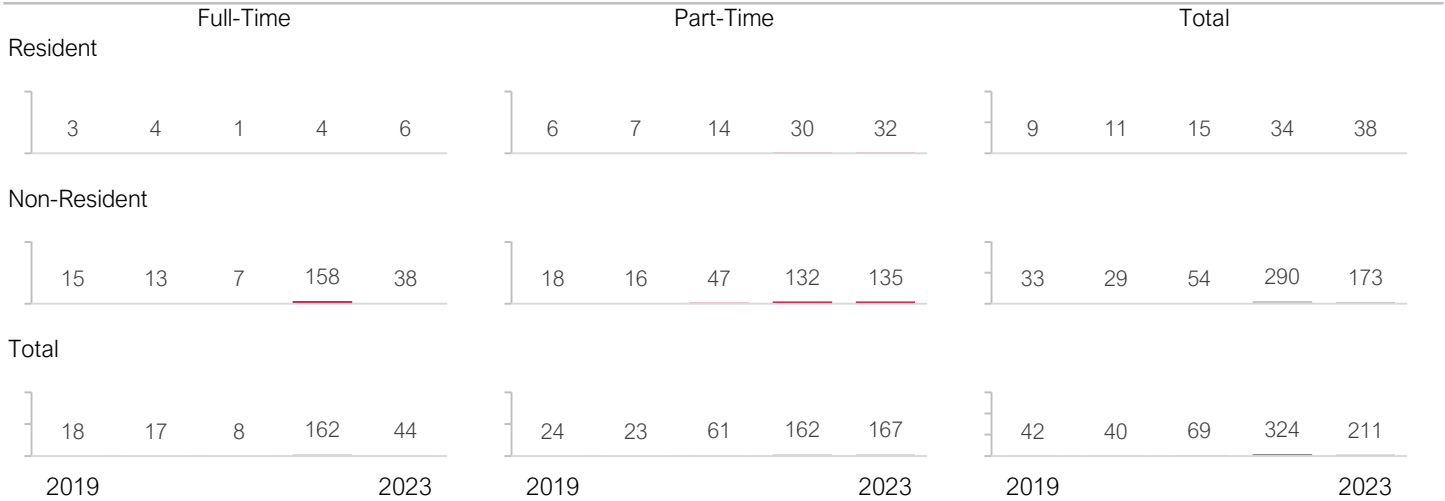 Full-Time Part-Time Total
Resident
3 4 1 4 6 6 7 14 30 32 9 11 15 34 38
Non-Resident
15 13 7 158 38 18 16 47 132 135 33 29 54 290 173
Total
18 17 8 162 44 24 23 61 162 167 42 40 69 324 211
2019 2023 2019 2023 2019 2023